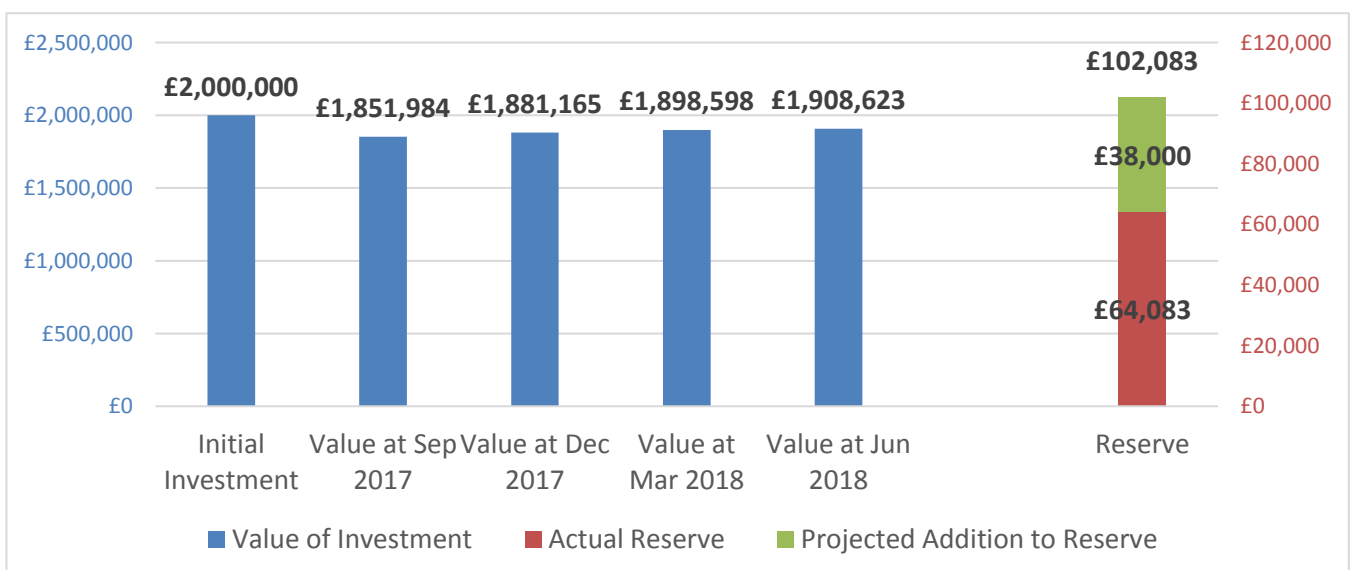 £2,500,000
£2,000,000
£1,500,000
£1,000,000
£500,000
£0
£2,000,000
£1,851,984
£1,881,165
£1,898,598
£1,908,623
£102,083
£38,000
£64,083
£120,000
£100,000
£80,000
£60,000
£40,000
£20,000
£0
Initial
Investment
Value at Sep
2017
Value at Dec
2017
Value at
Mar 2018
Value at Jun
2018
Reserve
Value of Investment
Actual Reserve
Projected Addition to Reserve